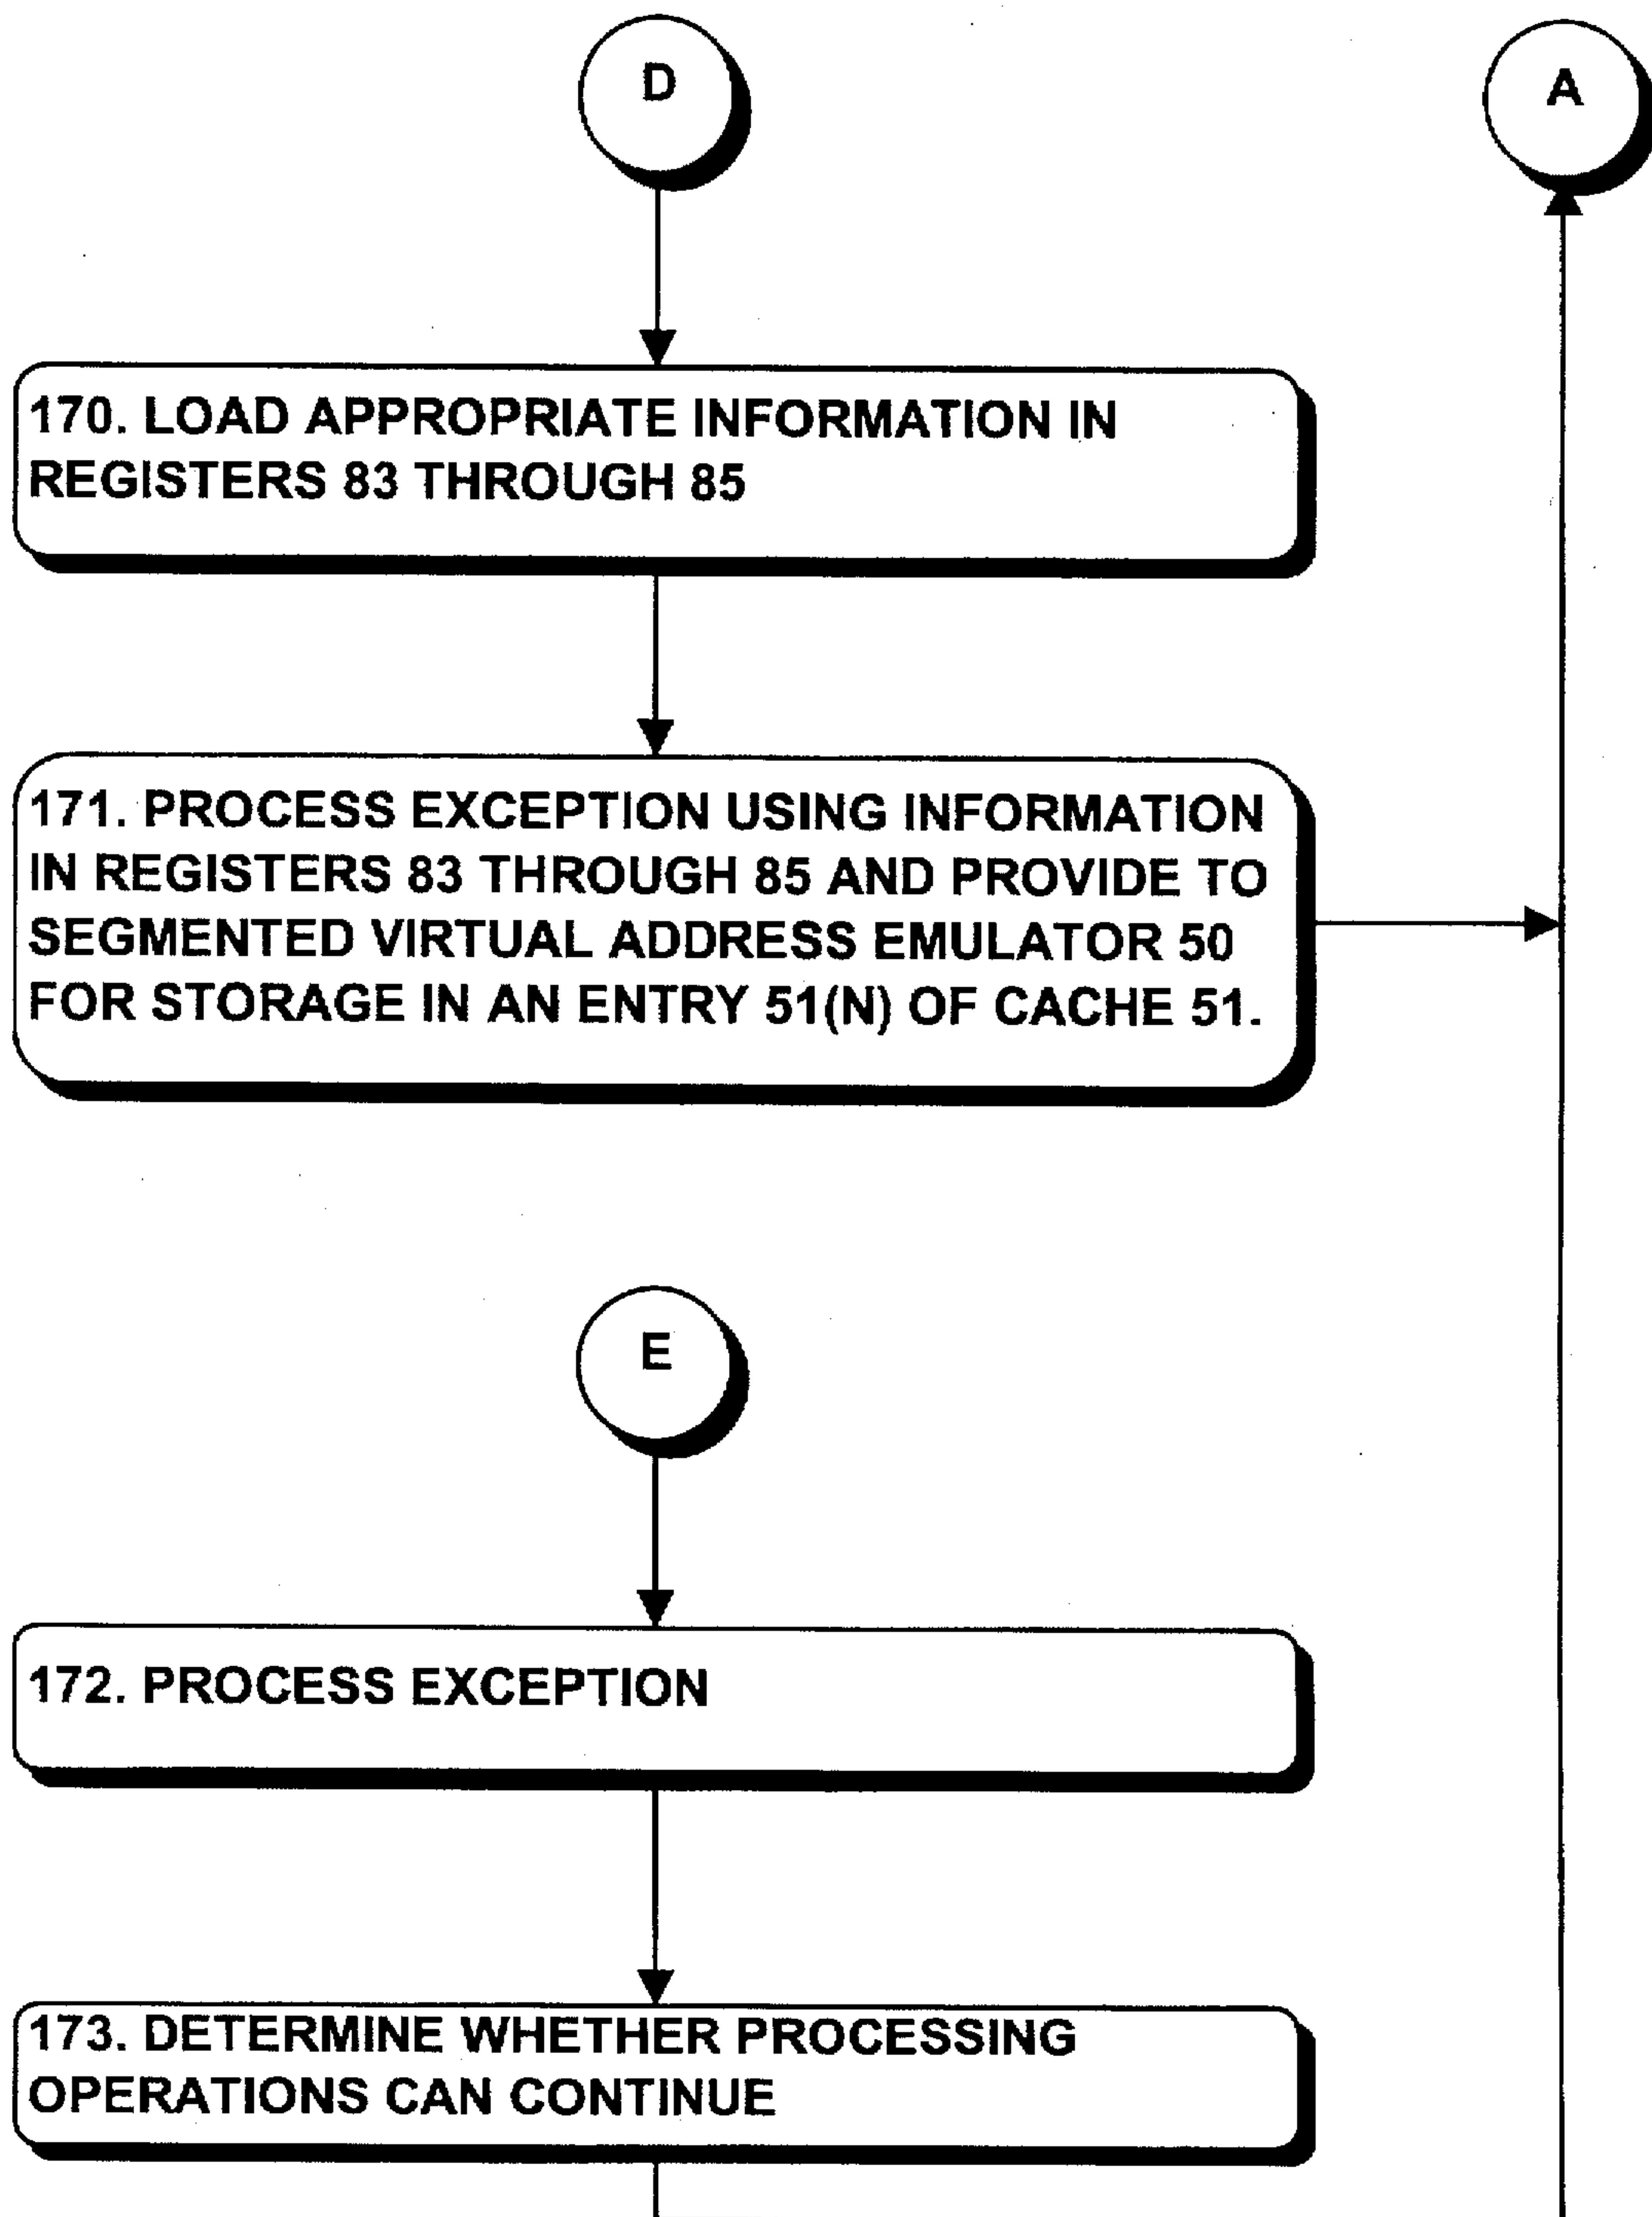 D
A
170. LOAD APPROPRIATE INFORMATION IN
REGISTERS 83 THROUGH 85
171. PROCESS EXCEPTION USING INFORMATION
IN REGISTERS 83 THROUGH 85 AND PROVIDE TO
SEGMENTED VIRTUAL ADDRESS EMULATOR 50
FOR STORAGE IN AN ENTRY 51(N) OF CACHE 51.
E
172. PROCESS EXCEPTION
173. DETERMINE WHETHER PROCESSING
OPERATIONS CAN CONTINUE